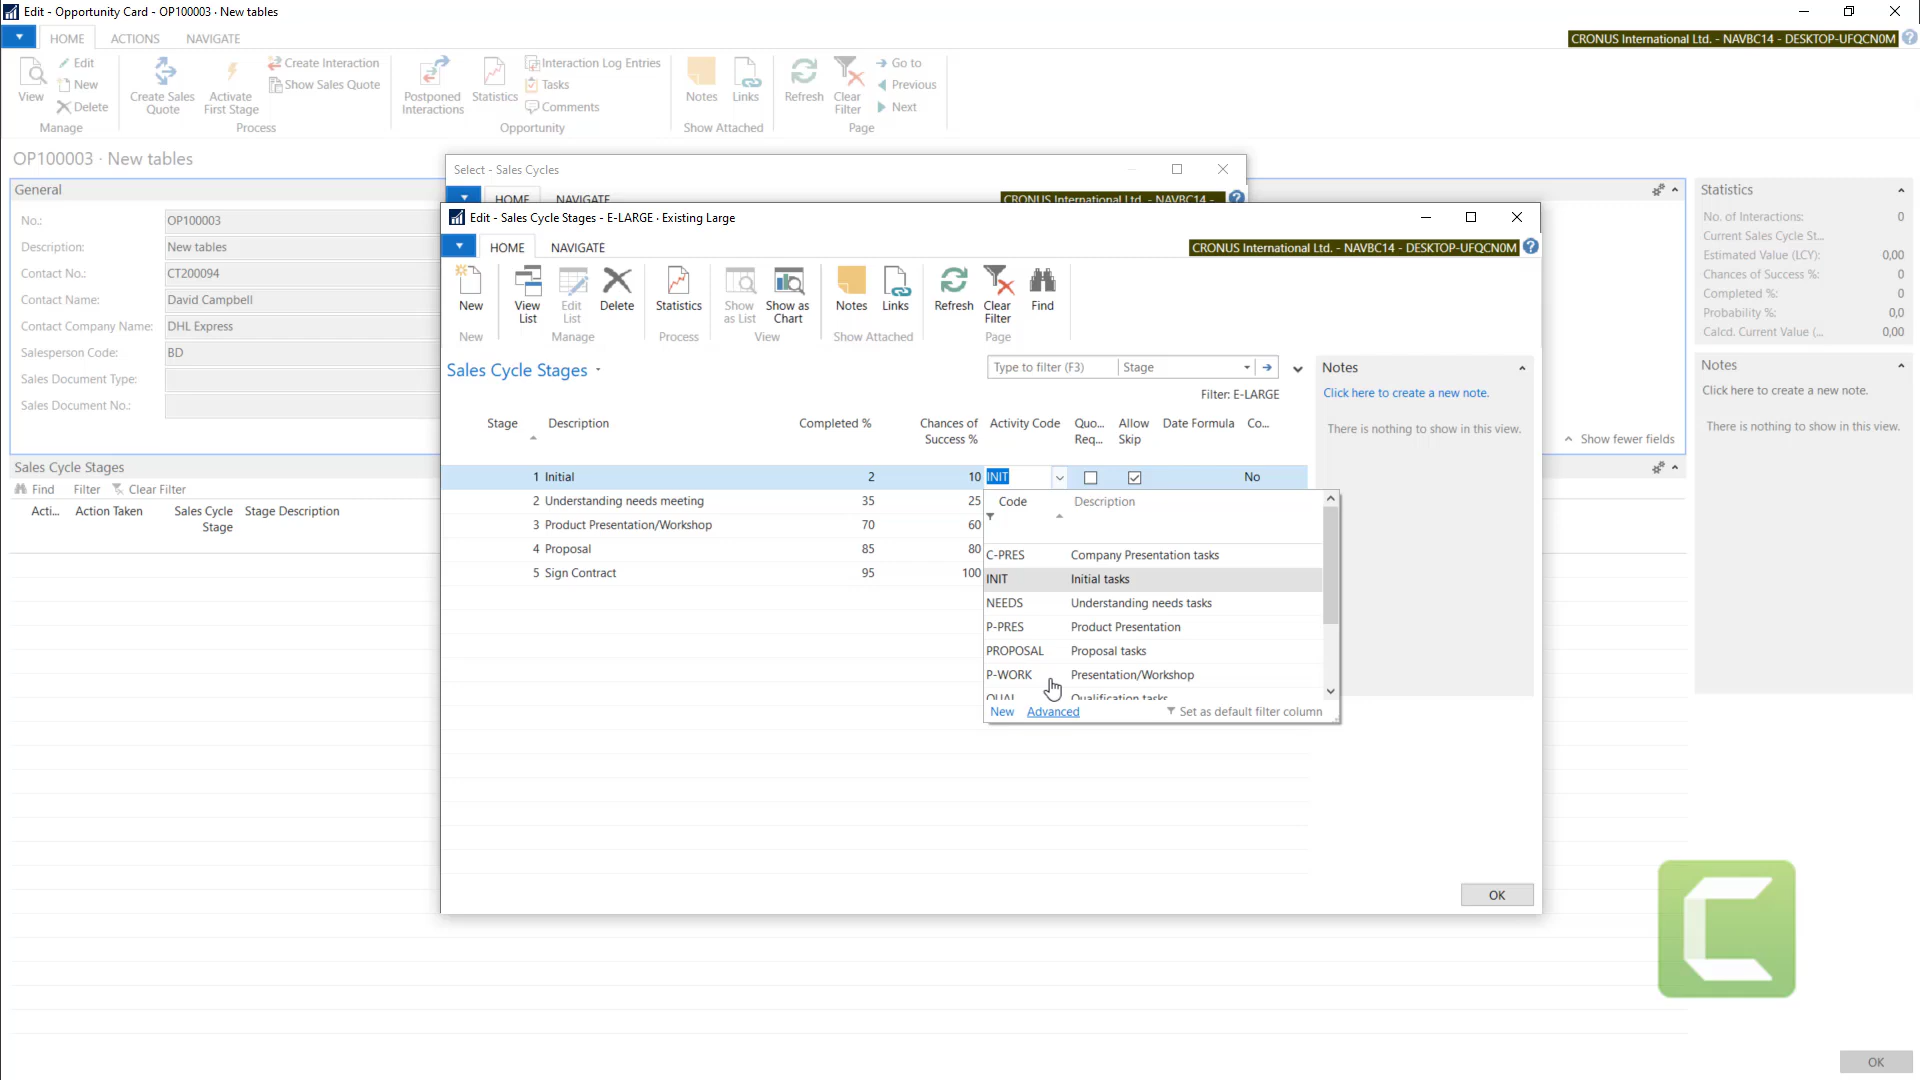 Edit - Opportunity Card - OP100003 · New tables
HOME ACTIONS NAVIGATE
CRONUS International Ltd. - NAVBC14 - DESKTOP-UFQCN0M
View
Edit
New
Delete
Manage
Create Sales Quote
Activate First Stage
Create Interaction
Show Sales Quote
Process
Postponed Interactions
Statistics
Interaction Log Entries
Tasks
Comments
Opportunity
Notes
Links
Show Attached
Refresh
Clear Filter
Go to
Previous
Next
Page
OP100003 · New tables
General
No.: OP100003
Description: New tables
Contact No.: CT200094
Contact Name: David Campbell
Contact Company Name: DHL Express
Salesperson Code: BD
Sales Document Type:
Sales Document No.:
Show fewer fields
Sales Cycle Stages
Find Filter Clear Filter
Acti... Action Taken Sales Cycle Stage Stage Description
Select - Sales Cycles
HOME NAVIGATE
CRONUS International Ltd. - NAVBC14 -
Edit - Sales Cycle Stages - E-LARGE · Existing Large
HOME NAVIGATE
CRONUS International Ltd. - NAVBC14 - DESKTOP-UFQCN0M
New
New
View List
Edit List
Delete
Manage
Statistics
Process
Show as List
Show as Chart
View
Notes
Links
Show Attached
Refresh
Clear Filter
Find
Page
Sales Cycle Stages
Type to filter (F3) Stage
Filter: E-LARGE
Stage Description Completed % Chances of Success % Activity Code Quo... Req... Allow Skip Date Formula Co...
1 Initial 2 10 INIT No
2 Understanding needs meeting 35 25
3 Product Presentation/Workshop 70 60
4 Proposal 85 80
5 Sign Contract 95 100
Code Description
C-PRES Company Presentation tasks
INIT Initial tasks
NEEDS Understanding needs tasks
P-PRES Product Presentation
PROPOSAL Proposal tasks
P-WORK Presentation/Workshop
QUAL Qualification tasks
New Advanced Set as default filter column
Notes
Click here to create a new note.
There is nothing to show in this view.
OK
Statistics
No. of Interactions: 0
Current Sales Cycle St...
Estimated Value (LCY): 0,00
Chances of Success %: 0
Completed %: 0
Probability %: 0,0
Calcd. Current Value (... 0,00
Notes
Click here to create a new note.
There is nothing to show in this view.
OK